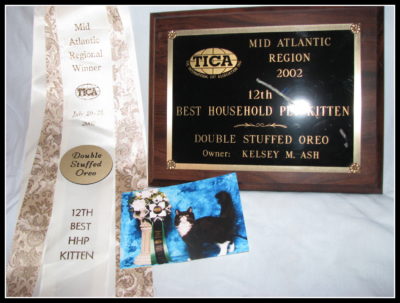 Mid
Atlantic
Regional
Winner
TICA
Double
Stuffed
Oreo
12TH
BEST
HHP
KITTEN
TICA
MID ATLANTIC
REGION
2002
12th
BEST HOUSEHOLD PET KITTEN
DOUBLE STUFFED OREO
Owner: KELSEY M. ASH